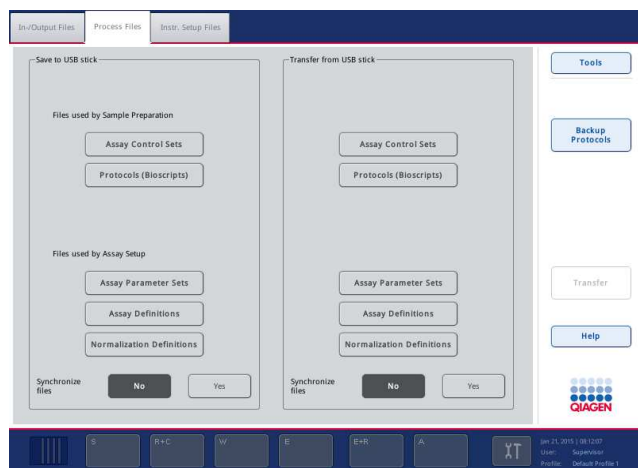 In-/Output Files
Process Files
Instr. Setup Files
Save to USB stick
Files used by Sample Preparation
Assay Control Sets
Protocols (Bioscripts)
Files used by Assay Setup
Assay Parameter Sets
Assay Definitions
Normalization Definitions
Synchronize
files
No
Yes
Transfer from USB stick
Assay Control Sets
Protocols (Bioscripts)
Assay Parameter Sets
Assay Definitions
Normalization Definitions
Synchronize
files
No
Yes
Tools
Backup
Protocols
Transfer
Help
QIAGEN
S
R+C
W
E
E+R
A
Jan 21, 2015 | 08:12:07
User: Supervisor
Profile: Default Profile 1